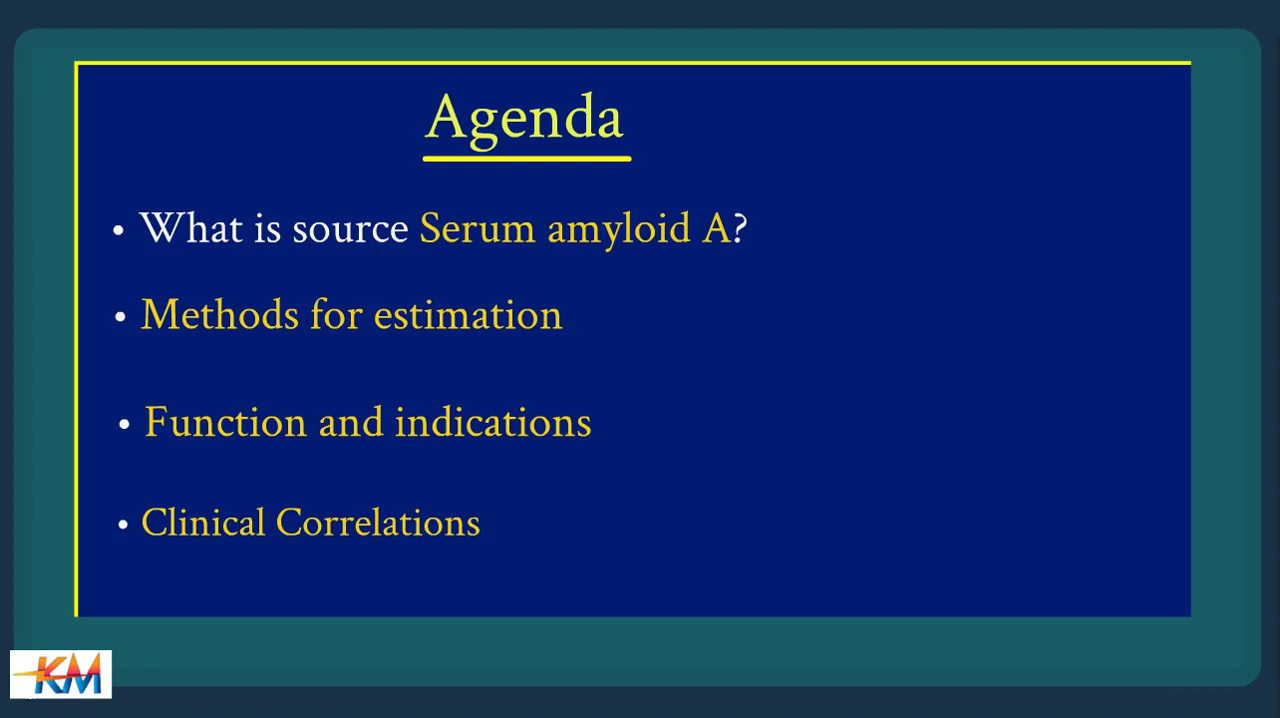 Agenda
• What is source Serum amyloid A?
• Methods for estimation
• Function and indications
• Clinical Correlations
KM